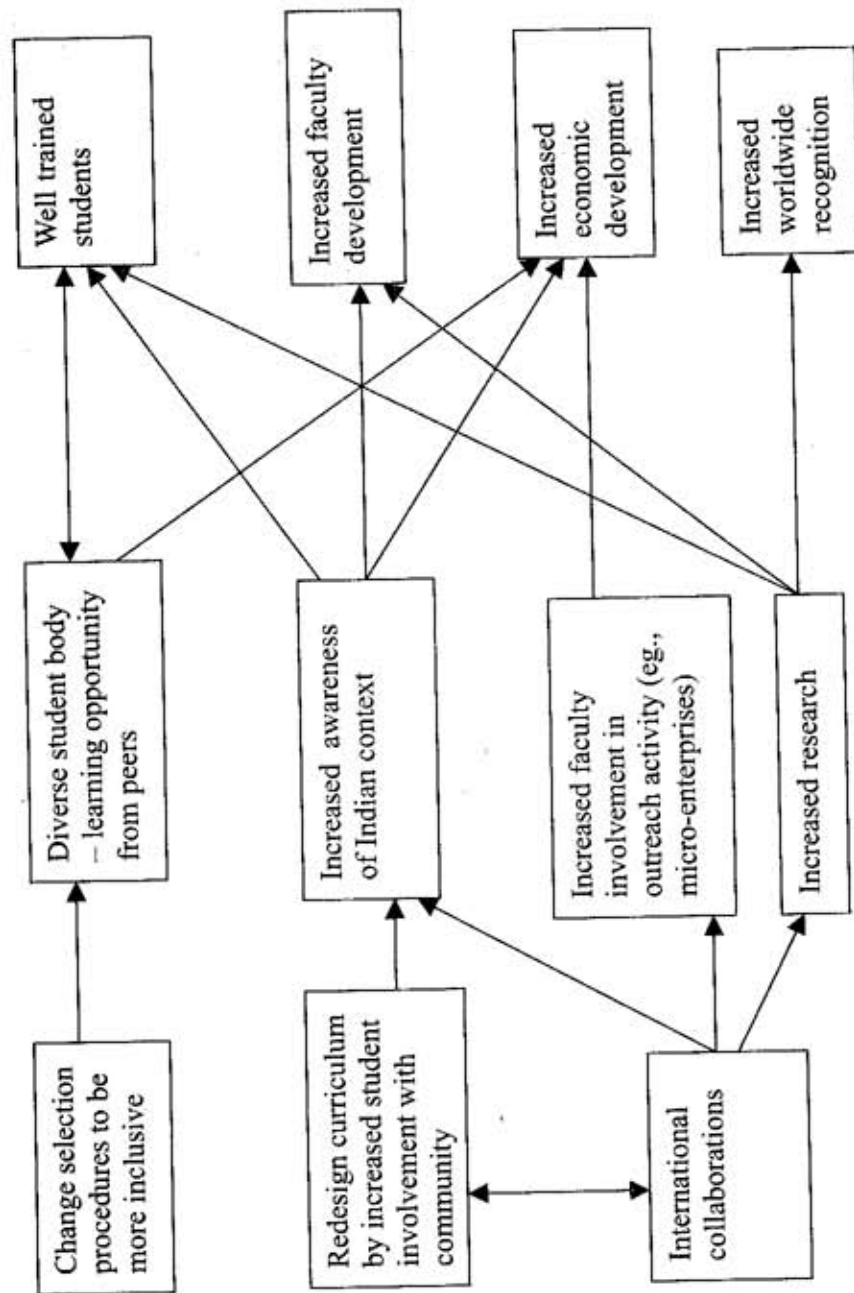 Change selection
procedures to be
more inclusive
Redesign curriculum
by increased student
involvement with
community
International
collaborations
Diverse student body
– learning opportunity
from peers
Increased awareness
of Indian context
Increased faculty
involvement in
outreach activity (eg.,
micro-enterprises)
Increased research
Well trained
students
Increased faculty
development
Increased
economic
development
Increased
worldwide
recognition